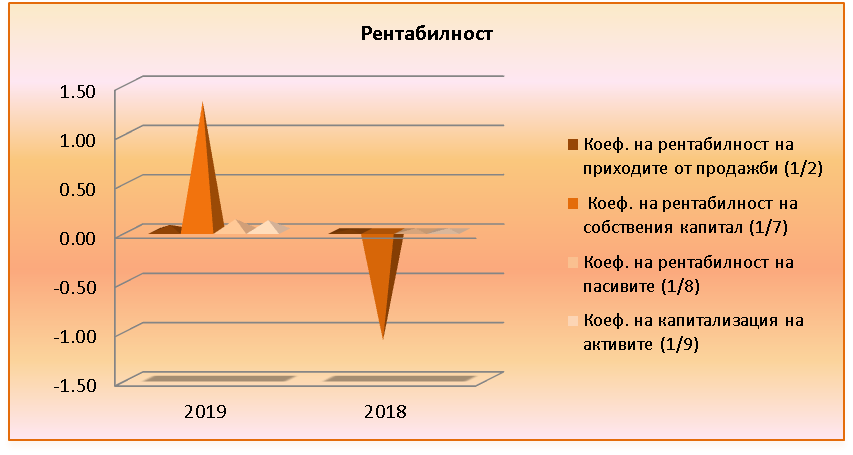 Рентабилност
1.50
1.00
0.50
0.00
-0.50
-1.00
-1.50
2019
2018
Коеф. на рентабилност на
приходите от продажби (1/2)
Коеф. на рентабилност на
собствения капитал (1/7)
Коеф. на рентабилност на
пасивите (1/8)
Коеф. на капитализация на
активите (1/9)